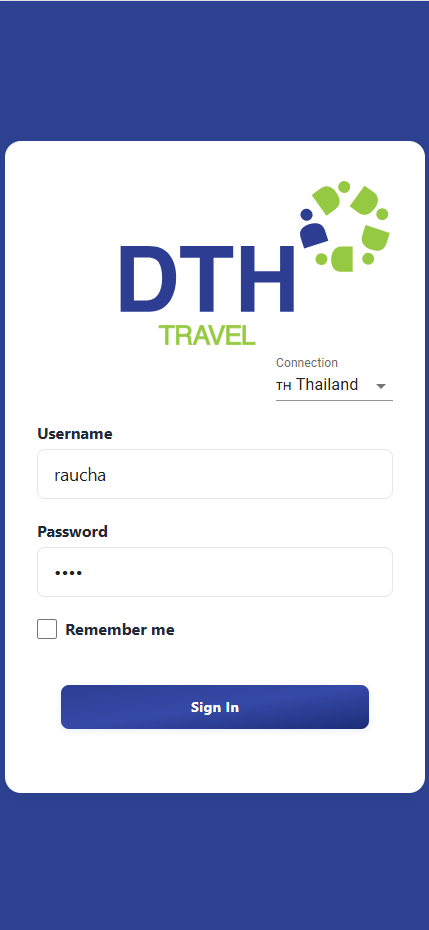 DTH
TRAVEL
Connection
TH Thailand
Username
raucha
Password
••••
Remember me
Sign In